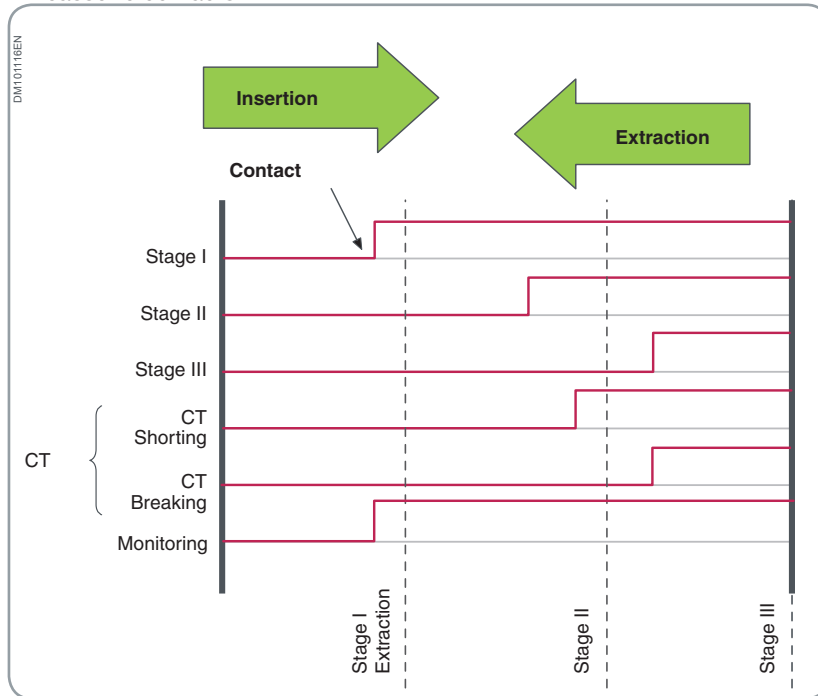 DM101116EN
Insertion
Extraction
Contact
Stage I
Stage II
Stage III
CT
CT
Shorting
CT
Breaking
Monitoring
Stage I
Extraction
Stage II
Stage III